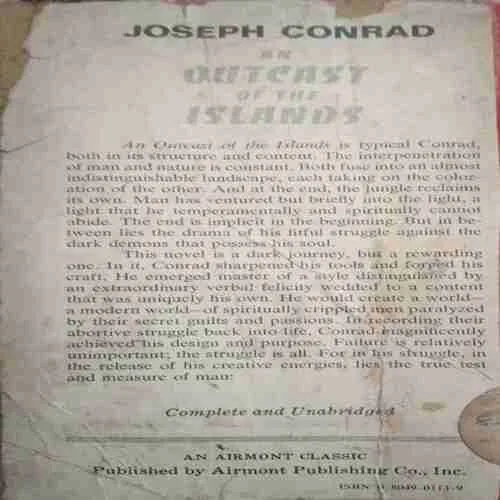 JOSEPH CONRAD
AN
OUTCAST
OF THE
ISLANDS
An Outcast of the Islands is typical Conrad,
both in its structure and content. The interpenetration
of man and nature is constant. Both fuse into an almost
indistinguishable landscape, each taking on the color-
ation of the other. And at the end, the jungle reclaims
its own. Man has ventured but briefly into the light, a
light that he temperamentally and spiritually cannot
abide. The end is implicit in the beginning. But in be-
tween lies the drama of his fitful struggle against the
dark demons that possess his soul.
This novel is a dark journey, but a rewarding
one. In it, Conrad sharpened his tools and forged his
craft. He emerged master of a style distinguished by
an extraordinary verbal felicity wedded to a content
that was uniquely his own. He would create a world—
a modern world—of spiritually crippled men paralyzed
by their secret guilts and passions. In recording their
abortive struggle back into life, Conrad magnificently
achieved his design and purpose. Failure is relatively
unimportant; the struggle is all. For in his struggle, in
the release of his creative energies, lies the true test
and measure of man.
Complete and Unabridged
AN AIRMONT CLASSIC
Published by Airmont Publishing Co., Inc.
ISBN 0 8049-0113-9